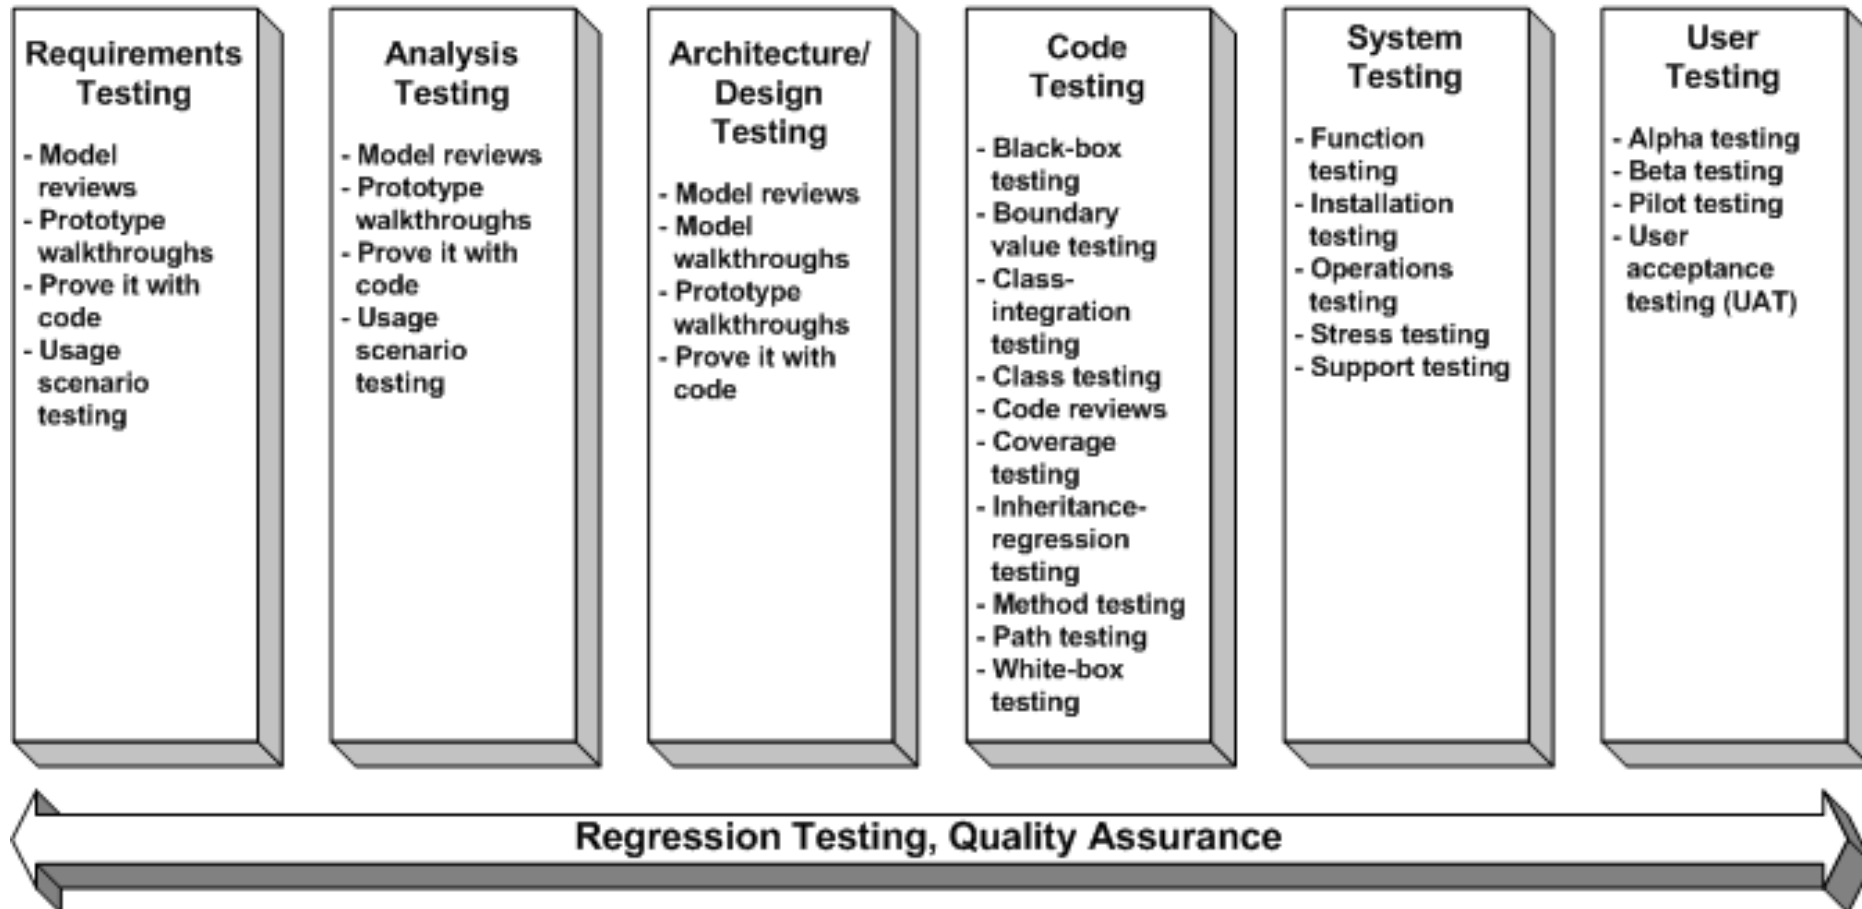 Requirements
Testing
- Model
reviews
- Prototype
walkthroughs
- Prove it with
code
- Usage
scenario
testing
Analysis
Testing
- Model reviews
- Prototype
walkthroughs
- Prove it with
code
- Usage
scenario
testing
Architecture/
Design
Testing
- Model reviews
- Model
walkthroughs
- Prototype
walkthroughs
- Prove it with
code
Code
Testing
- Black-box
testing
- Boundary
value testing
- Class-
integration
testing
- Class testing
- Code reviews
- Coverage
testing
- Inheritance-
regression
testing
- Method testing
- Path testing
- White-box
testing
System
Testing
- Function
testing
- Installation
testing
- Operations
testing
- Stress testing
- Support testing
User
Testing
- Alpha testing
- Beta testing
- Pilot testing
- User
acceptance
testing (UAT)
Regression Testing, Quality Assurance